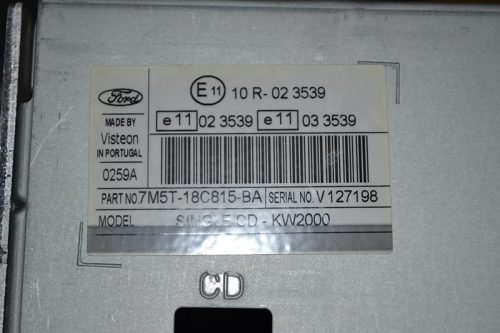 Ford
E 11 10 R- 02 3539
MADE BY
Visteon
IN PORTUGAL
e 11 02 3539 e 11 03 3539
0259A
PART NO. 7M5T-18C815-BA SERIAL NO. V127198
MODEL SINGLE CD - KW2000
CD